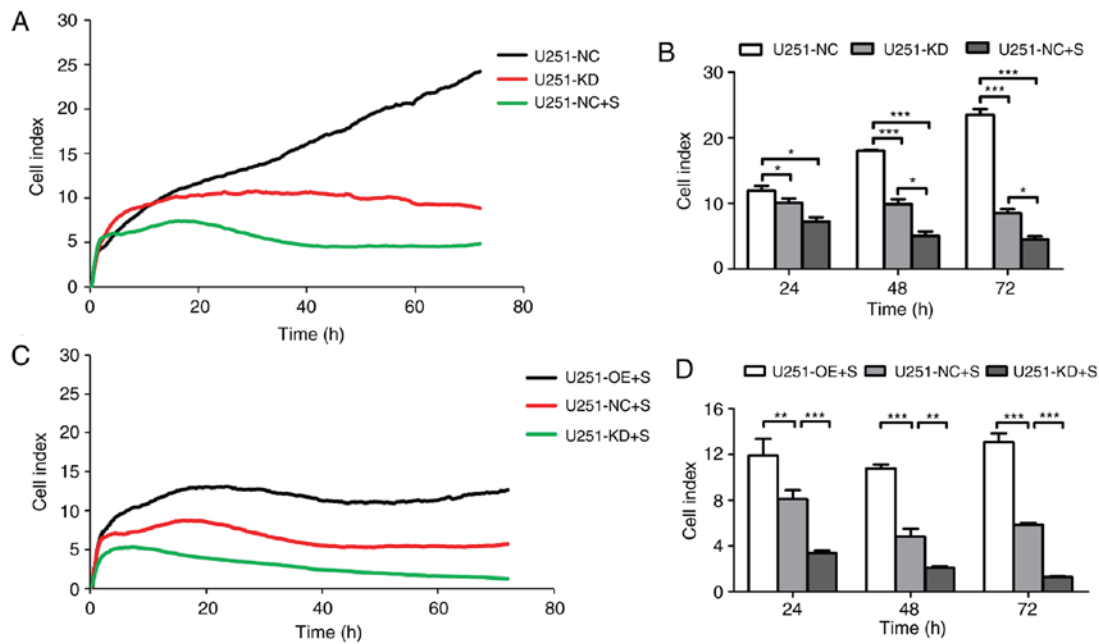 A
30
25
20
15
10
5
0
Cell index
0 20 40 60 80
Time (h)
U251-NC
U251-KD
U251-NC+S
B
U251-NC U251-KD U251-NC+S
30
20
10
0
Cell index
* *
*** *** *
*** *** *
24 48 72
Time (h)
C
30
25
20
15
10
5
0
Cell index
0 20 40 60 80
Time (h)
U251-OE+S
U251-NC+S
U251-KD+S
D
U251-OE+S U251-NC+S U251-KD+S
16
12
8
4
0
Cell index
** *** *** ** *** ***
24 48 72
Time (h)